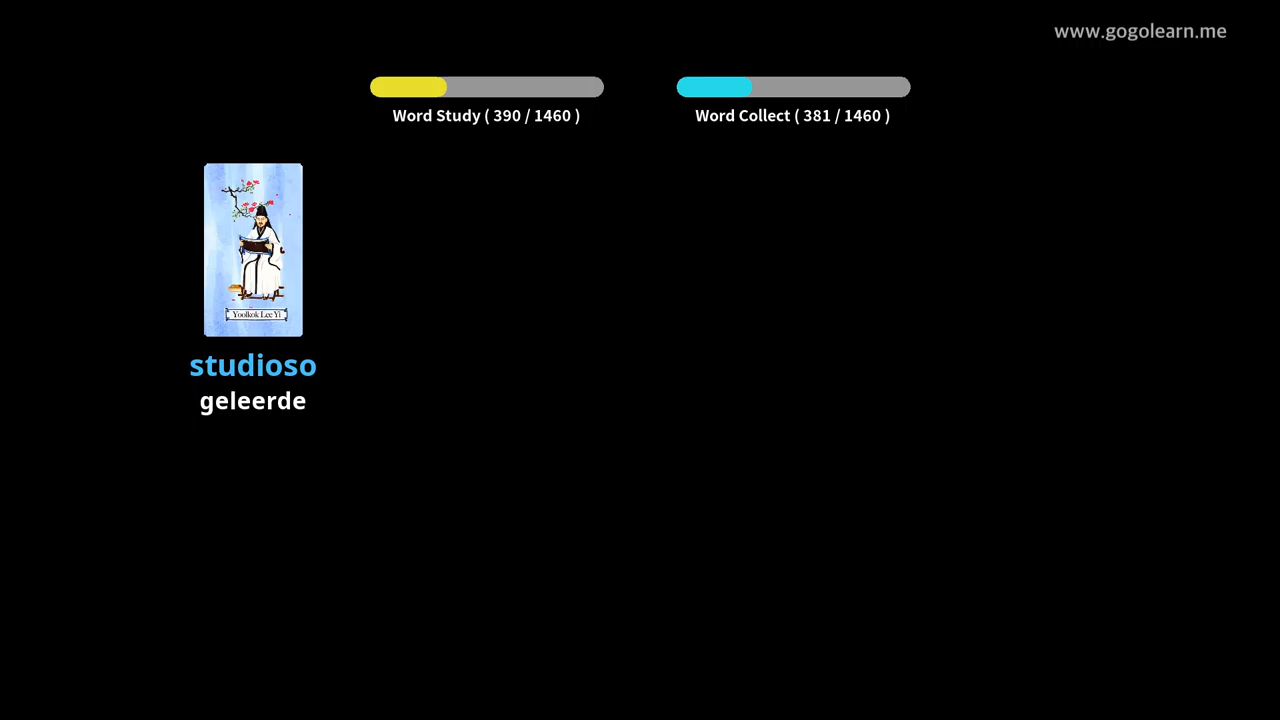 www.gogolearn.me
Word Study ( 390 / 1460 )
Word Collect ( 381 / 1460 )
Yoolkok Lee Yi
studioso
geleerde